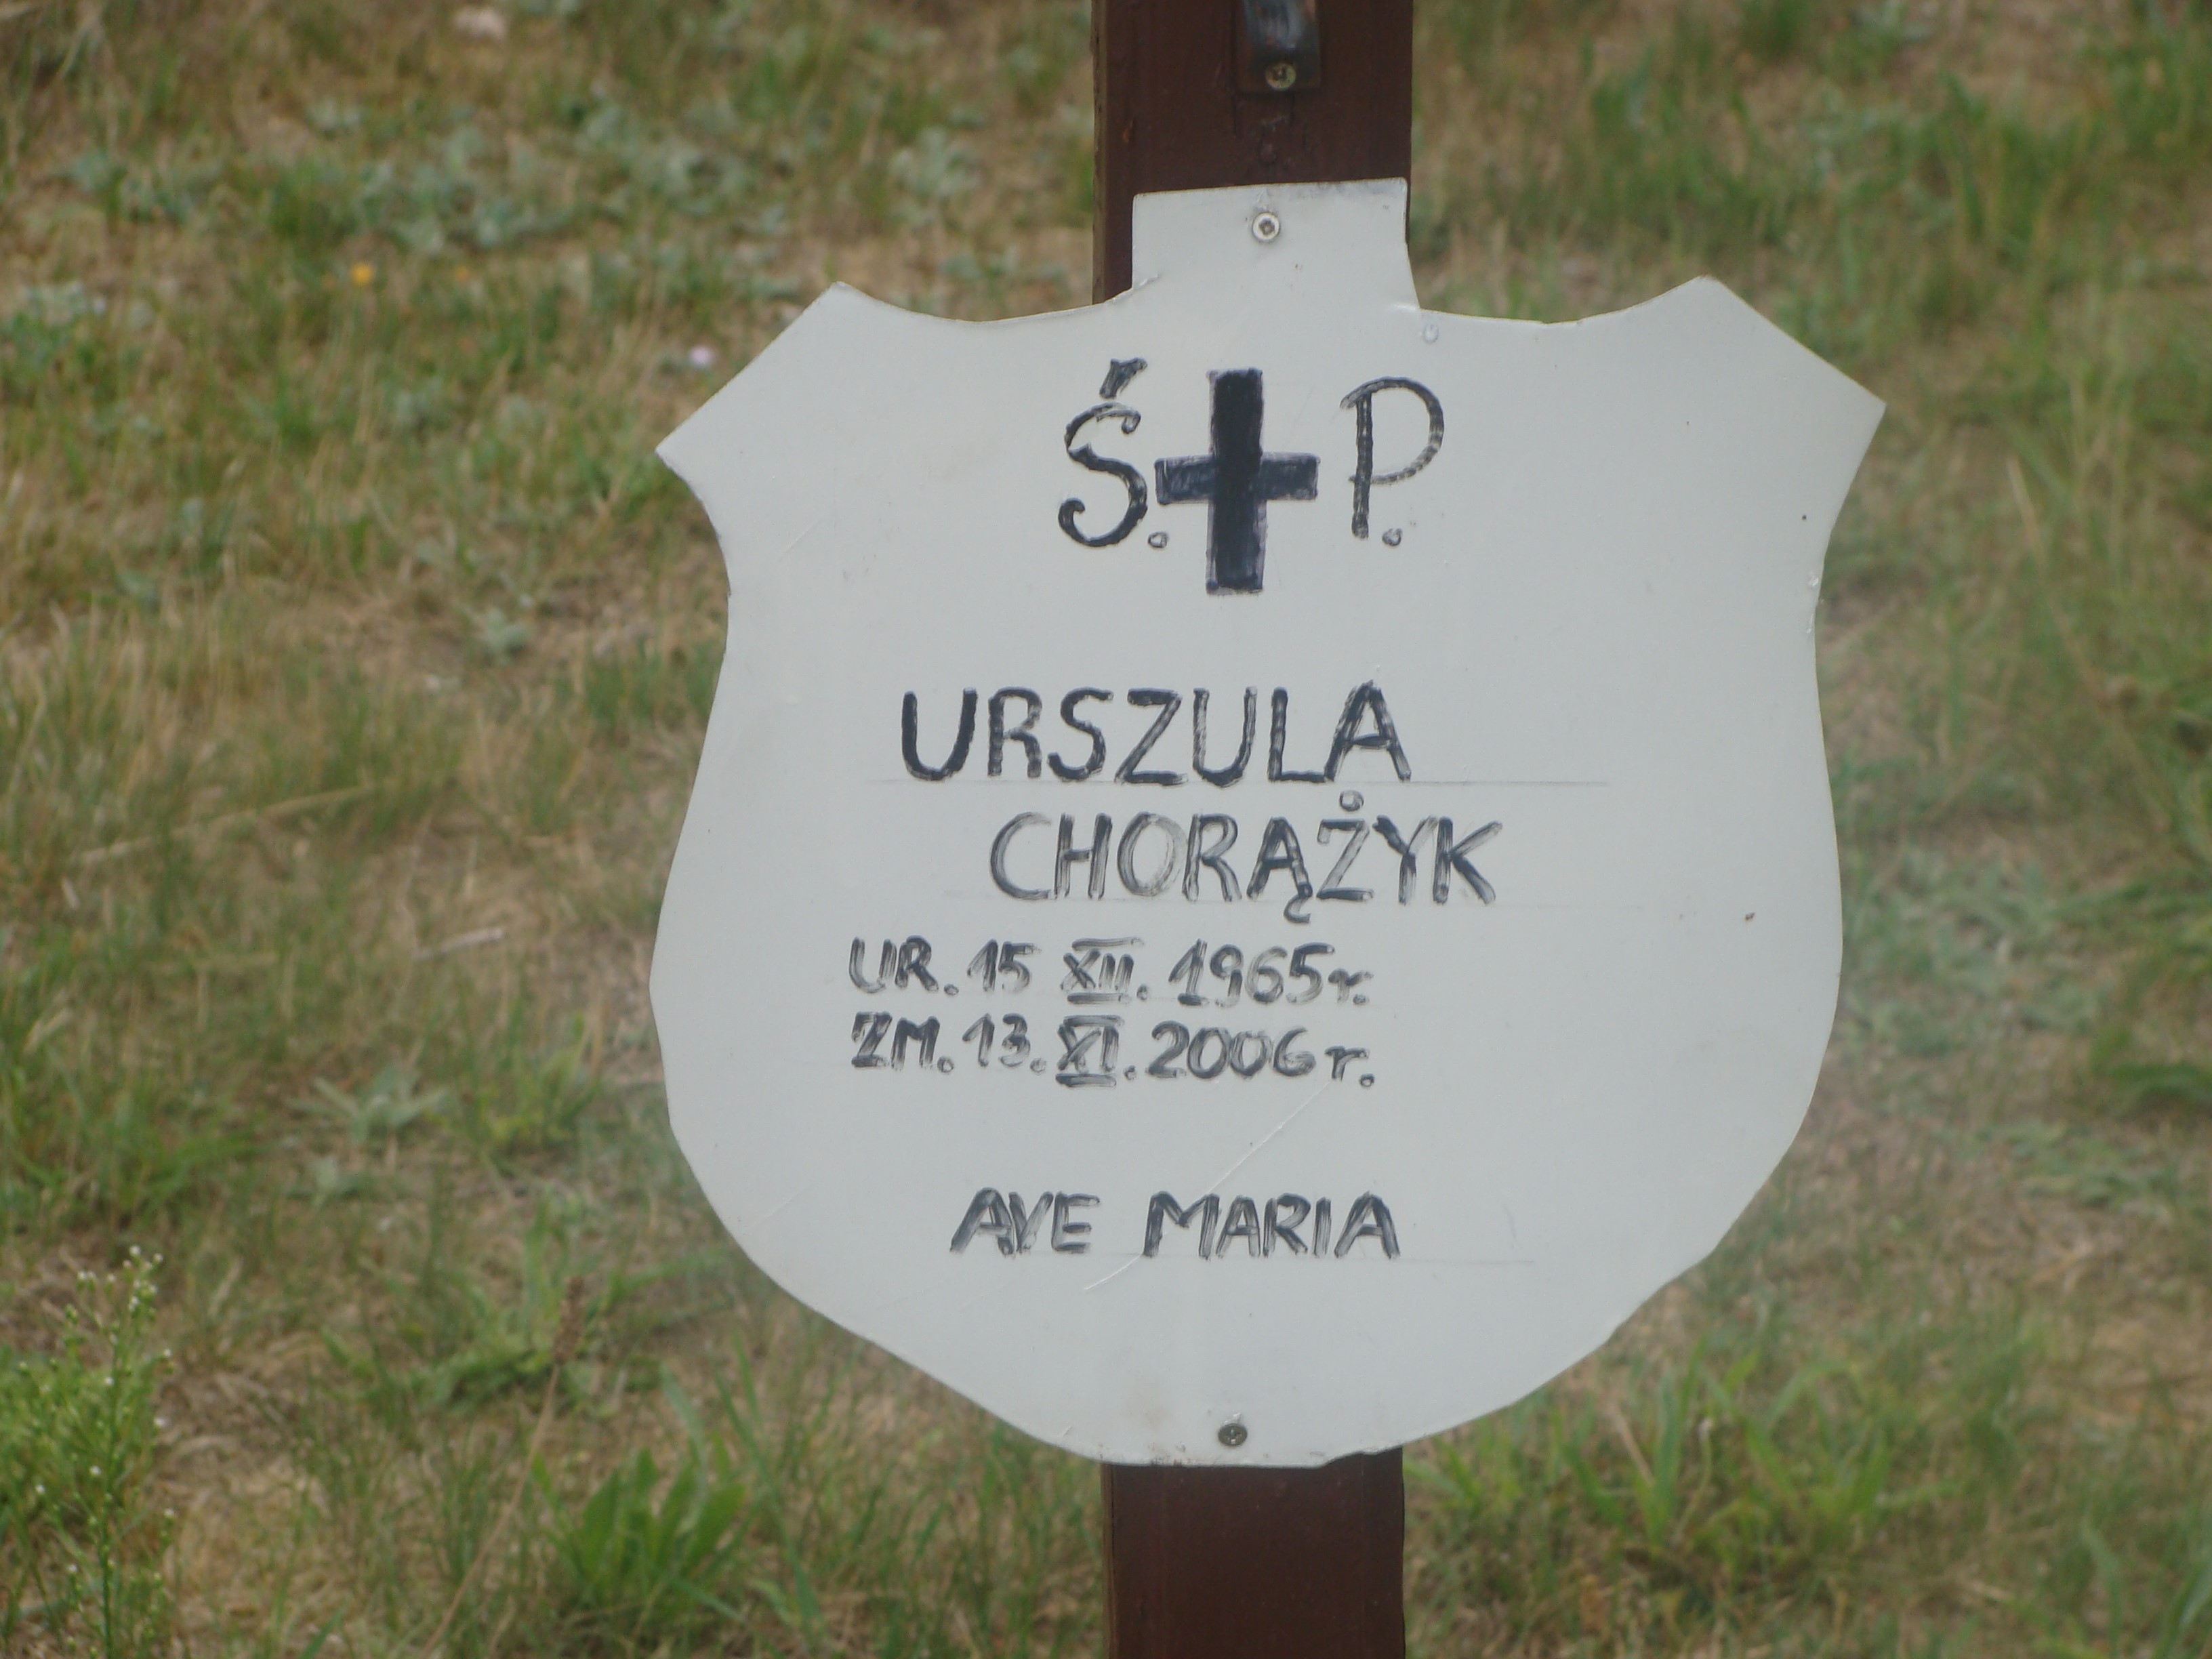 Ś. P.
URSZULA
CHORĄŻYK
UR. 15 XII. 1965 r.
ZM. 13. XI. 2006 r.
AVE MARIA